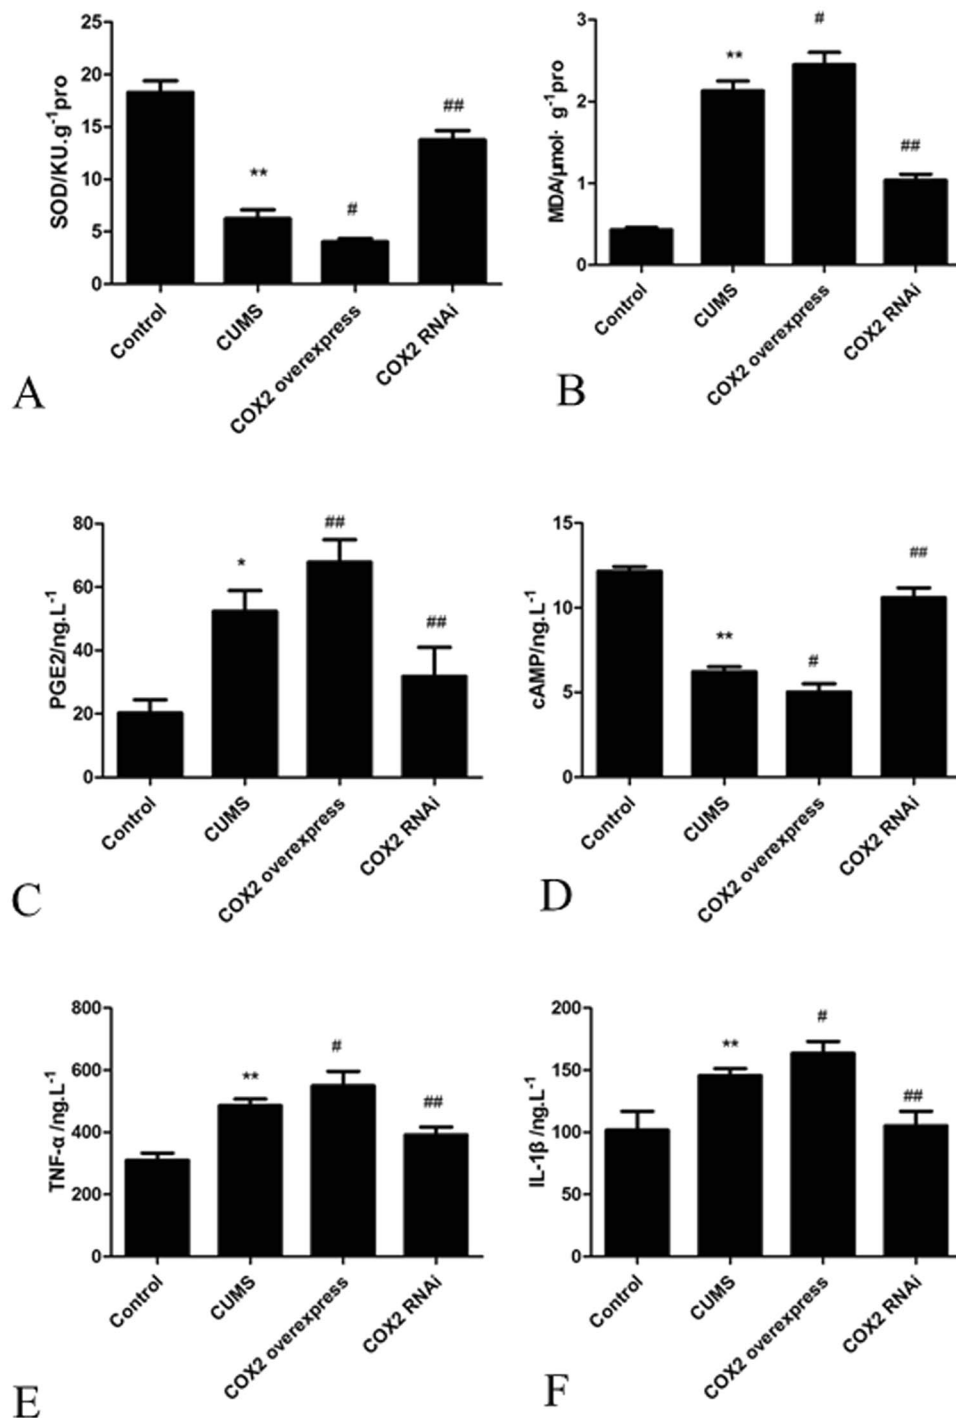 SOD/KU.g-1pro
25
20
15
10
5
0
**
#
##
Control
CUMS
COX2 overexpress
COX2 RNAi
A
MDA/μmol· g-1pro
3
2
1
0
**
#
##
Control
CUMS
COX2 overexpress
COX2 RNAi
B
PGE2/ng.L-1
80
60
40
20
0
*
##
##
Control
CUMS
COX2 overexpress
COX2 RNAi
C
cAMP/ng.L-1
15
10
5
0
**
#
##
Control
CUMS
COX2 overexpress
COX2 RNAi
D
TNF-α /ng.L-1
800
600
400
200
0
**
#
##
Control
CUMS
COX2 overexpress
COX2 RNAi
E
IL-1β /ng.L-1
200
150
100
50
0
**
#
##
Control
CUMS
COX2 overexpress
COX2 RNAi
F